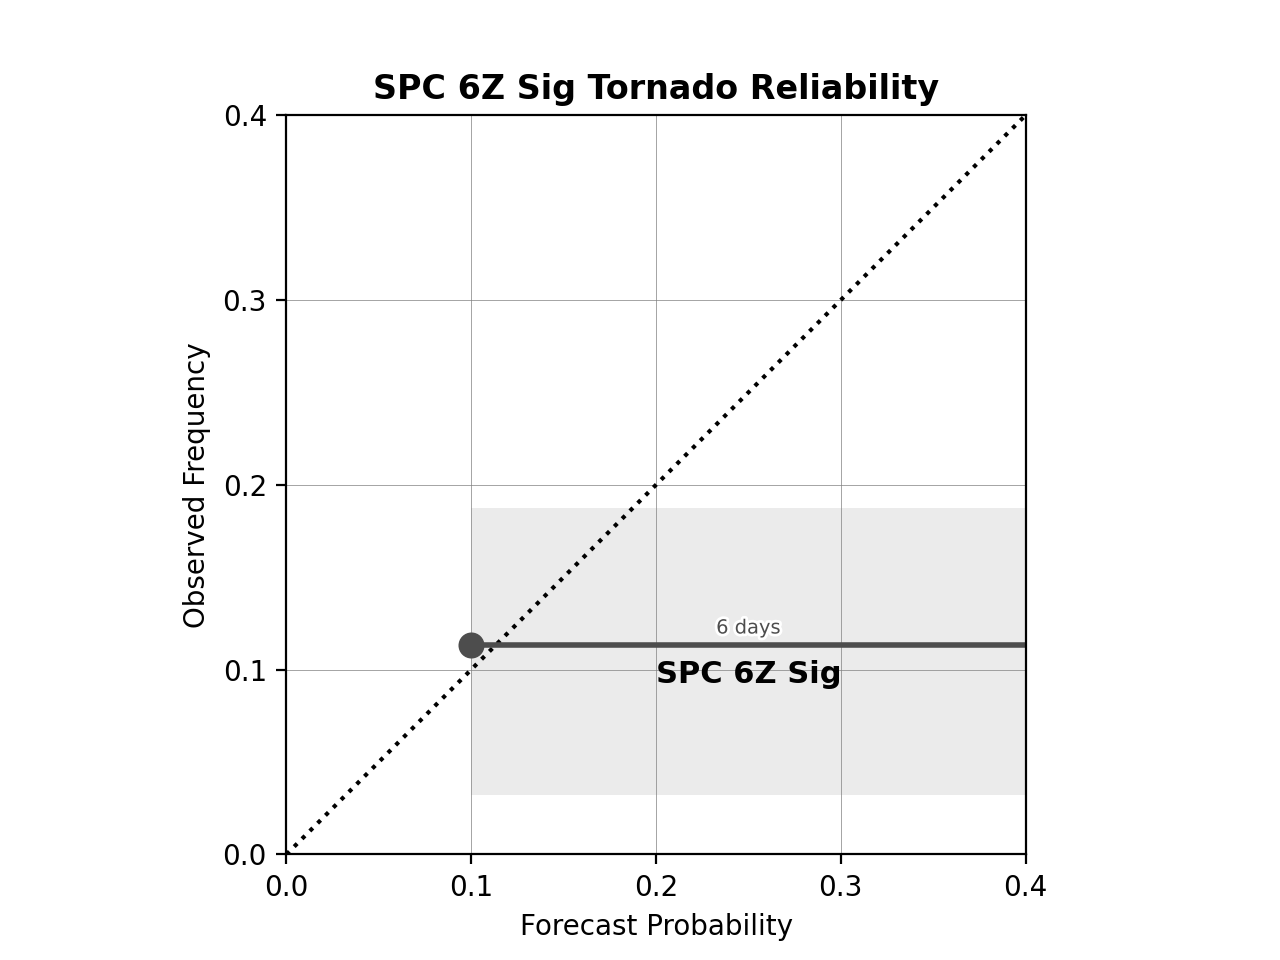 SPC 6Z Sig Tornado Reliability
0.4
0.3
0.2
0.1
0.0
Observed Frequency
6 days
SPC 6Z Sig
0.0 0.1 0.2 0.3 0.4
Forecast Probability